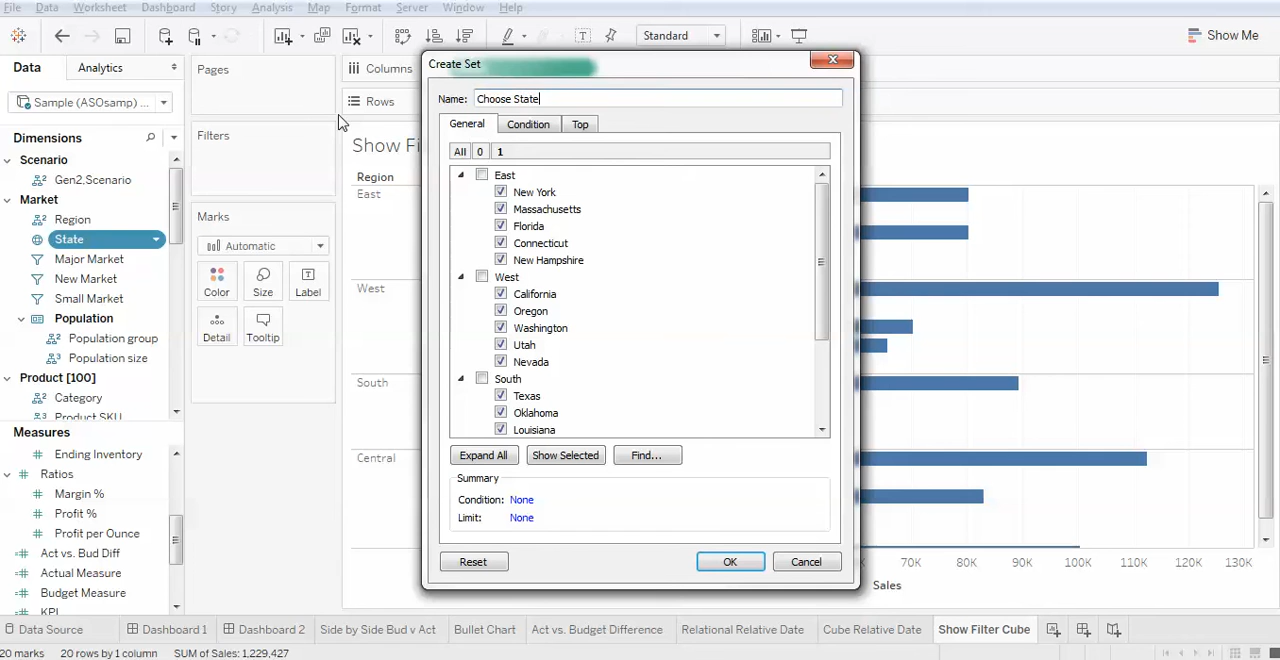 File Data Worksheet Dashboard Story Analysis Map Format Server Window Help
Standard
Show Me
Data
Analytics
Sample (ASOsamp) ...
Dimensions
Scenario
Gen2,Scenario
Market
Region
State
Major Market
New Market
Small Market
Population
Population group
Population size
Product [100]
Category
Product SKU
Measures
Ending Inventory
Ratios
Margin %
Profit %
Profit per Ounce
Act vs. Bud Diff
Actual Measure
Budget Measure
KPI
Pages
Filters
Marks
Automatic
Color
Size
Label
Detail
Tooltip
Columns
Rows
Show Fi
Region
East
West
South
Central
Create Set
Name: Choose State
General
Condition
Top
All 0 1
East
New York
Massachusetts
Florida
Connecticut
New Hampshire
West
California
Oregon
Washington
Utah
Nevada
South
Texas
Oklahoma
Louisiana
Expand All
Show Selected
Find...
Summary
Condition: None
Limit: None
Reset
OK
Cancel
70K 80K 90K 100K 110K 120K 130K
Sales
Data Source
Dashboard 1
Dashboard 2
Side by Side Bud v Act
Bullet Chart
Act vs. Budget Difference
Relational Relative Date
Cube Relative Date
Show Filter Cube
20 marks 20 rows by 1 column SUM of Sales: 1,229,427